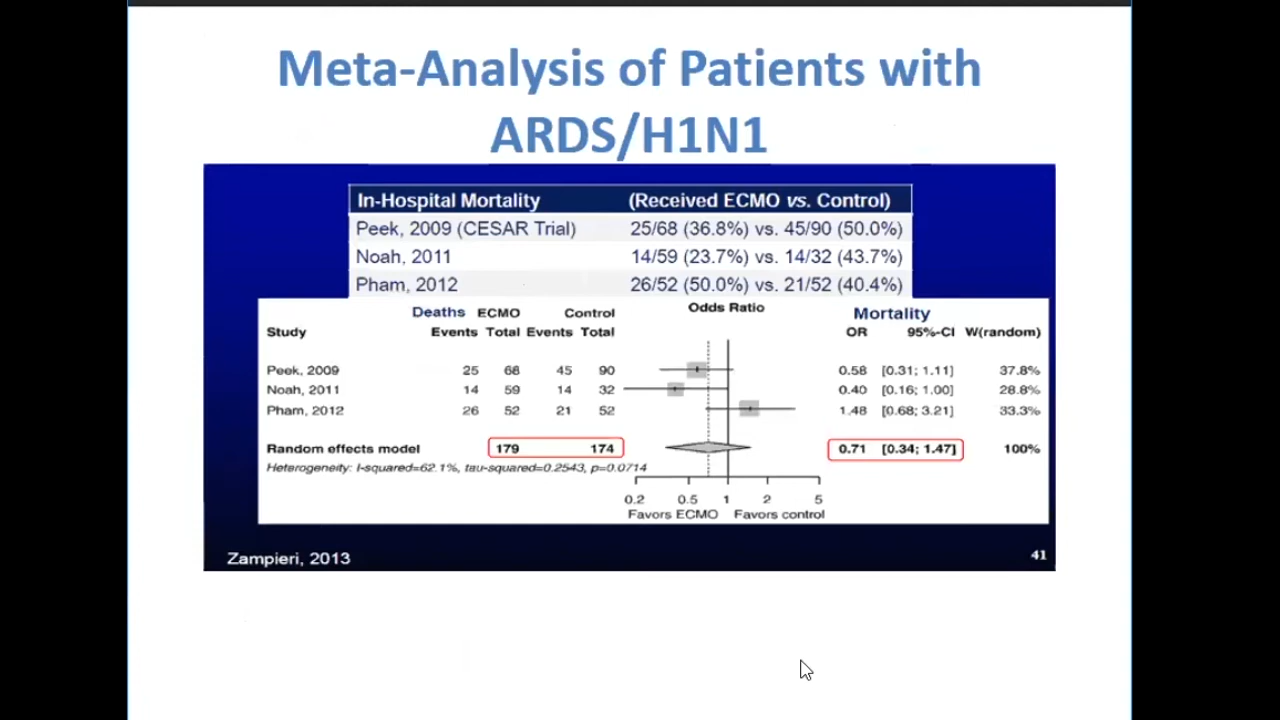 Meta-Analysis of Patients with
ARDS/H1N1
In-Hospital Mortality (Received ECMO vs. Control)
Peek, 2009 (CESAR Trial) 25/68 (36.8%) vs. 45/90 (50.0%)
Noah, 2011 14/59 (23.7%) vs. 14/32 (43.7%)
Pham, 2012 26/52 (50.0%) vs. 21/52 (40.4%)
Deaths ECMO Control Odds Ratio Mortality
Study Events Total Events Total OR 95%-CI W(random)
Peek, 2009 25 68 45 90 0.58 [0.31; 1.11] 37.8%
Noah, 2011 14 59 14 32 0.40 [0.16; 1.00] 28.8%
Pham, 2012 26 52 21 52 1.48 [0.68; 3.21] 33.3%
Random effects model 179 174 0.71 [0.34; 1.47] 100%
Heterogeneity: I-squared=62.1%, tau-squared=0.2543, p=0.0714
0.2 0.5 1 2 5
Favors ECMO Favors control
Zampieri, 2013 41